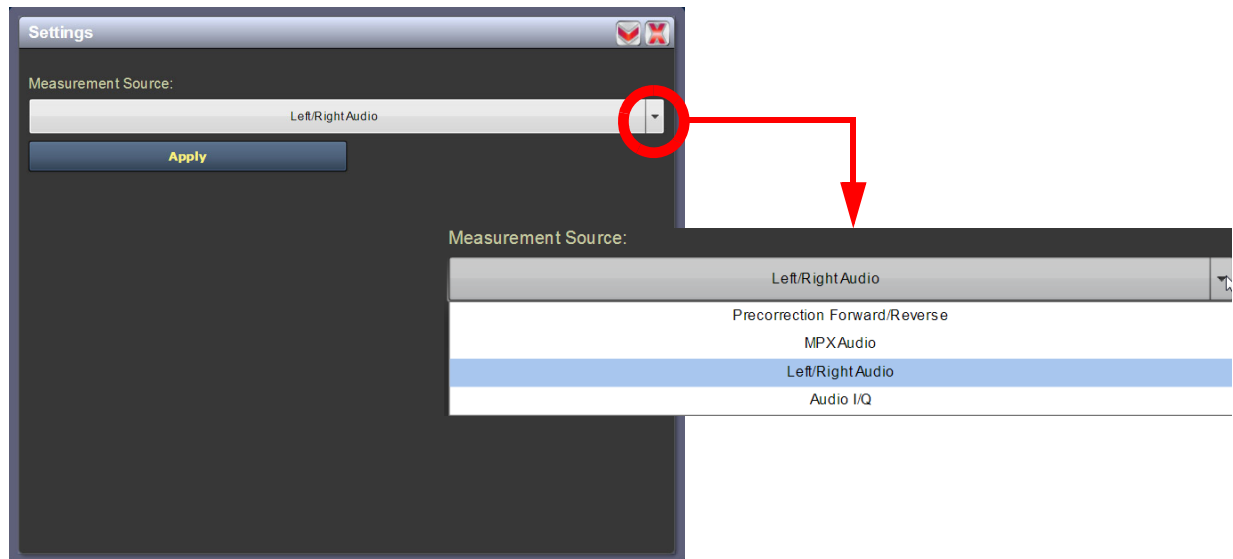 Settings
Measurement Source:
Left/Right Audio
Apply
Measurement Source:
Left/Right Audio
Precorrection Forward/Reverse
MPX Audio
Left/Right Audio
Audio I/Q